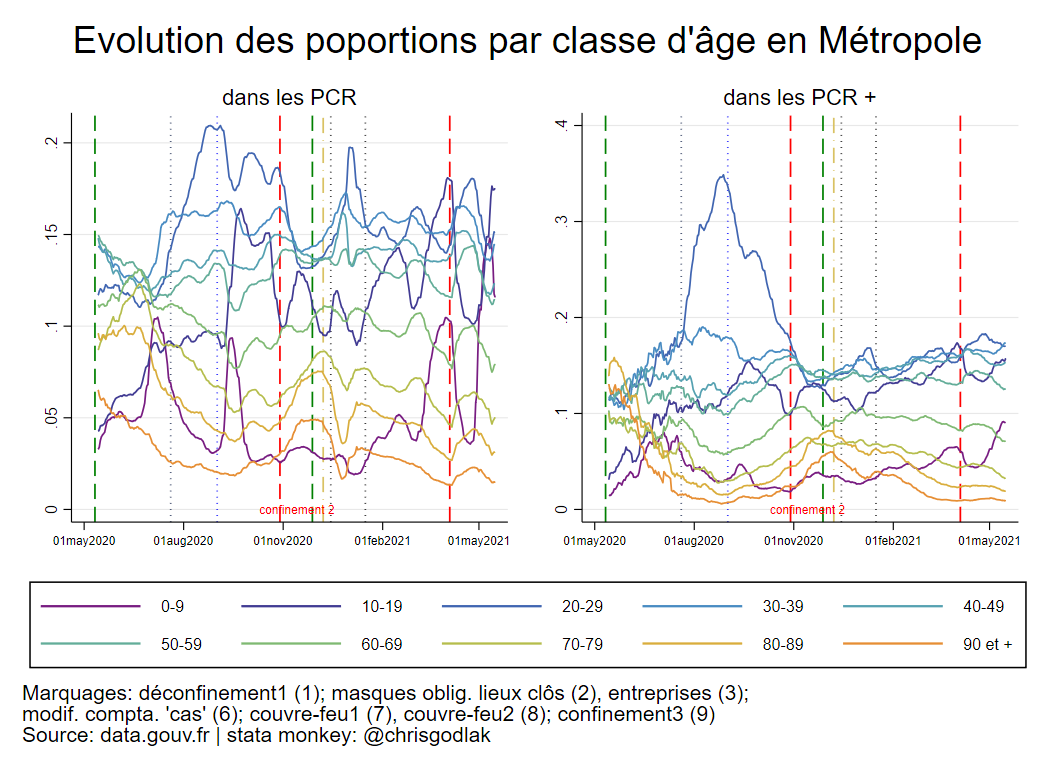 Evolution des poportions par classe d'âge en Métropole
dans les PCR
dans les PCR +
.2
.15
.1
.05
0
confinement 2
01may2020 01aug2020 01nov2020 01feb2021 01may2021
.4
.3
.2
.1
0
confinement 2
01may2020 01aug2020 01nov2020 01feb2021 01may2021
0-9 10-19 20-29 30-39 40-49
50-59 60-69 70-79 80-89 90 et +
Marquages: déconfinement1 (1); masques oblig. lieux clôs (2), entreprises (3);
modif. compta. 'cas' (6); couvre-feu1 (7), couvre-feu2 (8); confinement3 (9)
Source: data.gouv.fr | stata monkey: @chrisgodlak